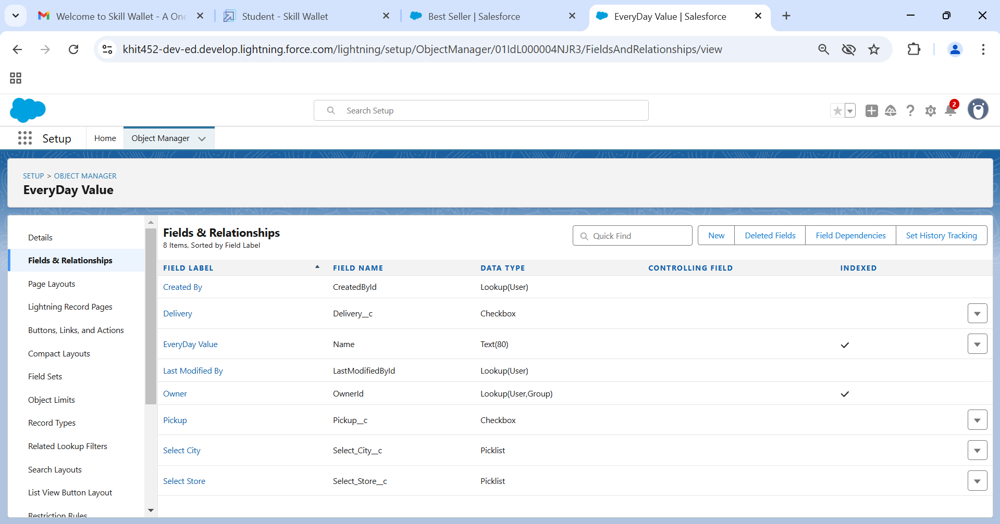 Welcome to Skill Wallet - A One
Student - Skill Wallet
Best Seller | Salesforce
EveryDay Value | Salesforce
khit452-dev-ed.develop.lightning.force.com/lightning/setup/ObjectManager/01IdL000004NJR3/FieldsAndRelationships/view
Search Setup
2
Setup
Home
Object Manager
SETUP > OBJECT MANAGER
EveryDay Value
Details
Fields & Relationships
Page Layouts
Lightning Record Pages
Buttons, Links, and Actions
Compact Layouts
Field Sets
Object Limits
Record Types
Related Lookup Filters
Search Layouts
List View Button Layout
Restriction Rules
Fields & Relationships
8 Items, Sorted by Field Label
Quick Find
New
Deleted Fields
Field Dependencies
Set History Tracking
FIELD LABEL FIELD NAME DATA TYPE CONTROLLING FIELD INDEXED
Created By CreatedById Lookup(User)
Delivery Delivery__c Checkbox
EveryDay Value Name Text(80)
Last Modified By LastModifiedById Lookup(User)
Owner OwnerId Lookup(User,Group)
Pickup Pickup__c Checkbox
Select City Select_City__c Picklist
Select Store Select_Store__c Picklist